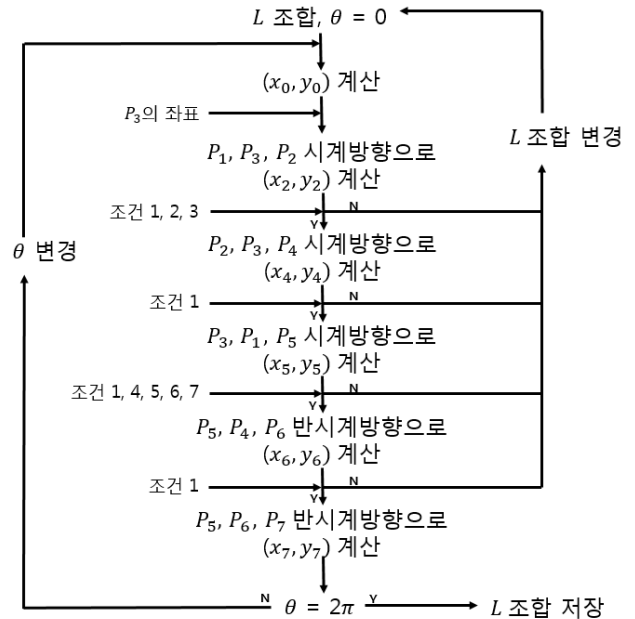 L 조합, θ = 0
(x₀, y₀) 계산
P₃의 좌표
L 조합 변경
P₁, P₃, P₂ 시계방향으로
(x₂, y₂) 계산
조건 1, 2, 3
N
Y
P₂, P₃, P₄ 시계방향으로
(x₄, y₄) 계산
θ 변경
조건 1
N
Y
P₃, P₁, P₅ 시계방향으로
(x₅, y₅) 계산
조건 1, 4, 5, 6, 7
N
Y
P₅, P₄, P₆ 반시계방향으로
(x₆, y₆) 계산
조건 1
N
Y
P₅, P₆, P₇ 반시계방향으로
(x₇, y₇) 계산
N θ = 2π Y L 조합 저장